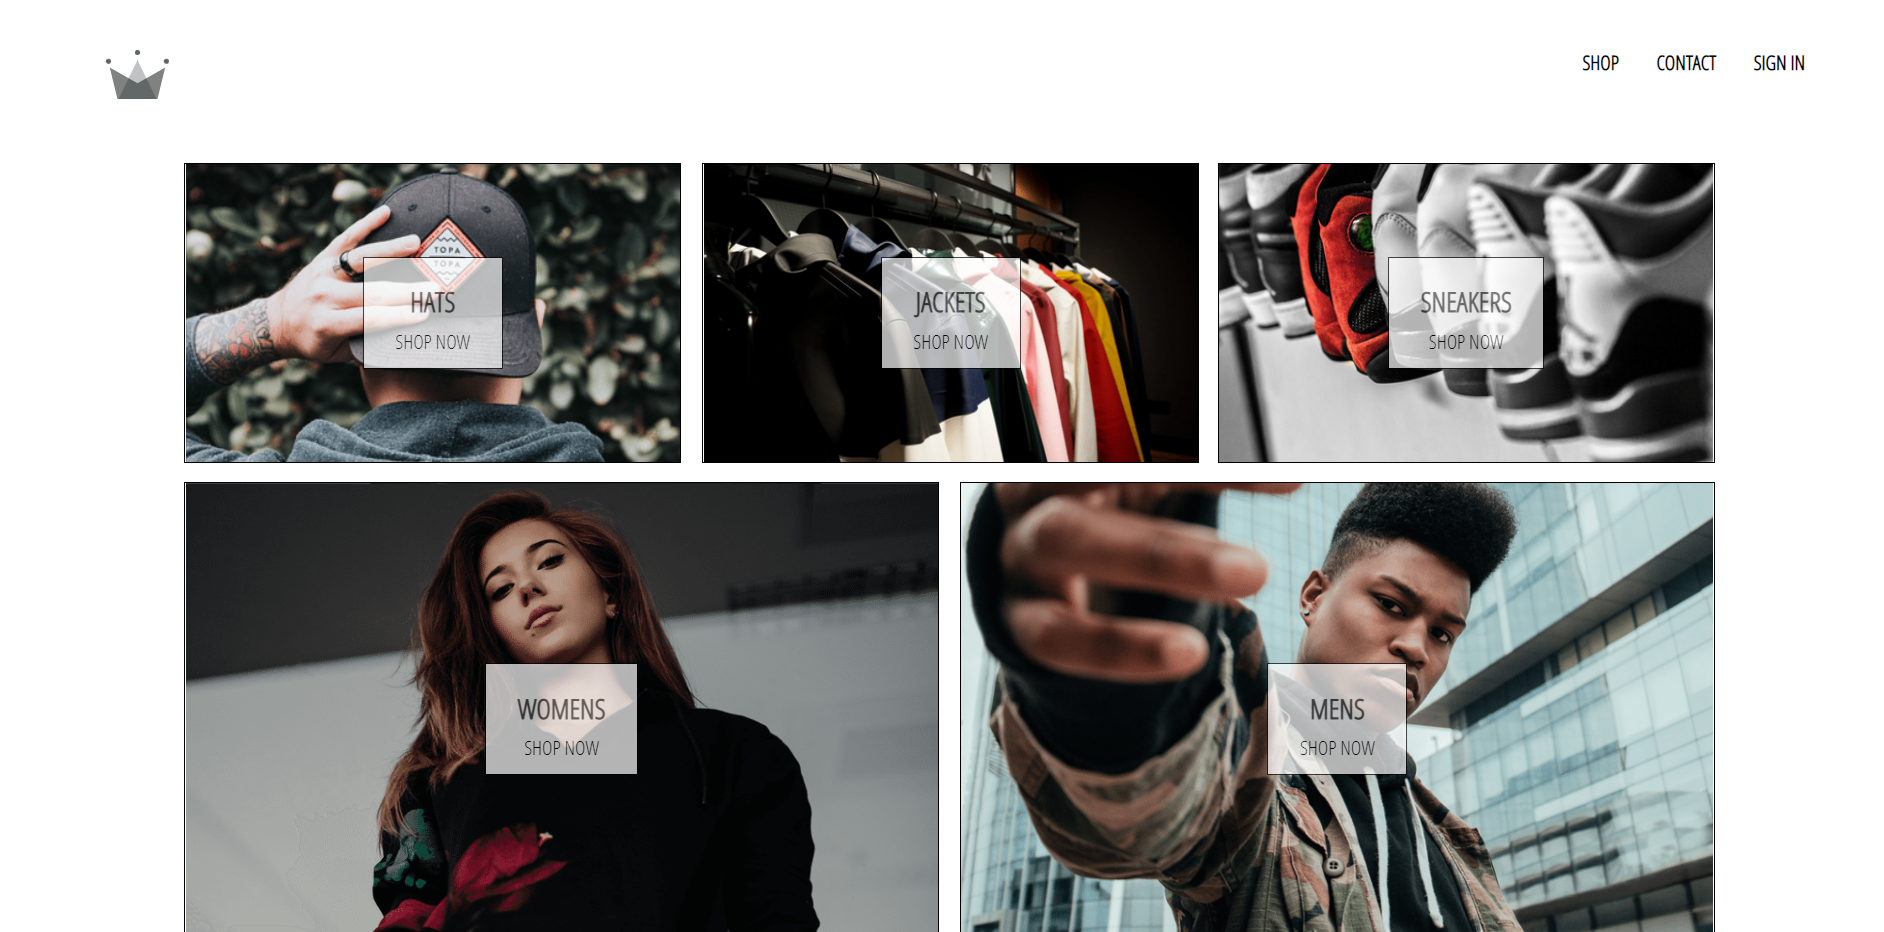 SHOP CONTACT SIGN IN
TOPA
TOPA
HATS
SHOP NOW
JACKETS
SHOP NOW
SNEAKERS
SHOP NOW
WOMENS
SHOP NOW
MENS
SHOP NOW